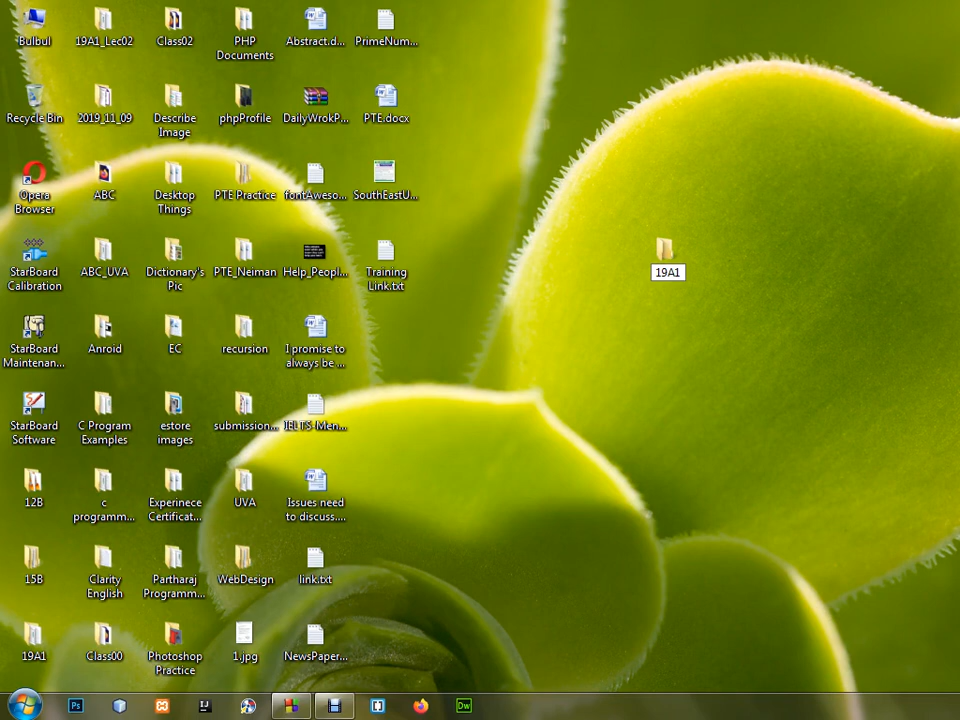 Bulbul
19A1_Lec02
Class02
PHP
Documents
Abstract.d...
PrimeNum...
Recycle Bin
2019_11_09
Describe
Image
phpProfile
DailyWrokP...
PTE.docx
Opera
Browser
ABC
Desktop
Things
PTE Practice
fontAweso...
SouthEastU...
StarBoard
Calibration
ABC_UVA
Dictionary's
Pic
PTE_Neiman
Help_Peopl...
Training
Link.txt
19A1
StarBoard
Maintenan...
Anroid
EC
recursion
I promise to
always be ...
StarBoard
Software
C Program
Examples
estore
images
submission...
IELTS-Men...
12B
c
programm...
Experinece
Certificat...
UVA
Issues need
to discuss....
15B
Clarity
English
Partharaj
Programm...
WebDesign
link.txt
19A1
Class00
Photoshop
Practice
1.jpg
NewsPaper...
Ps
IJ
Dw